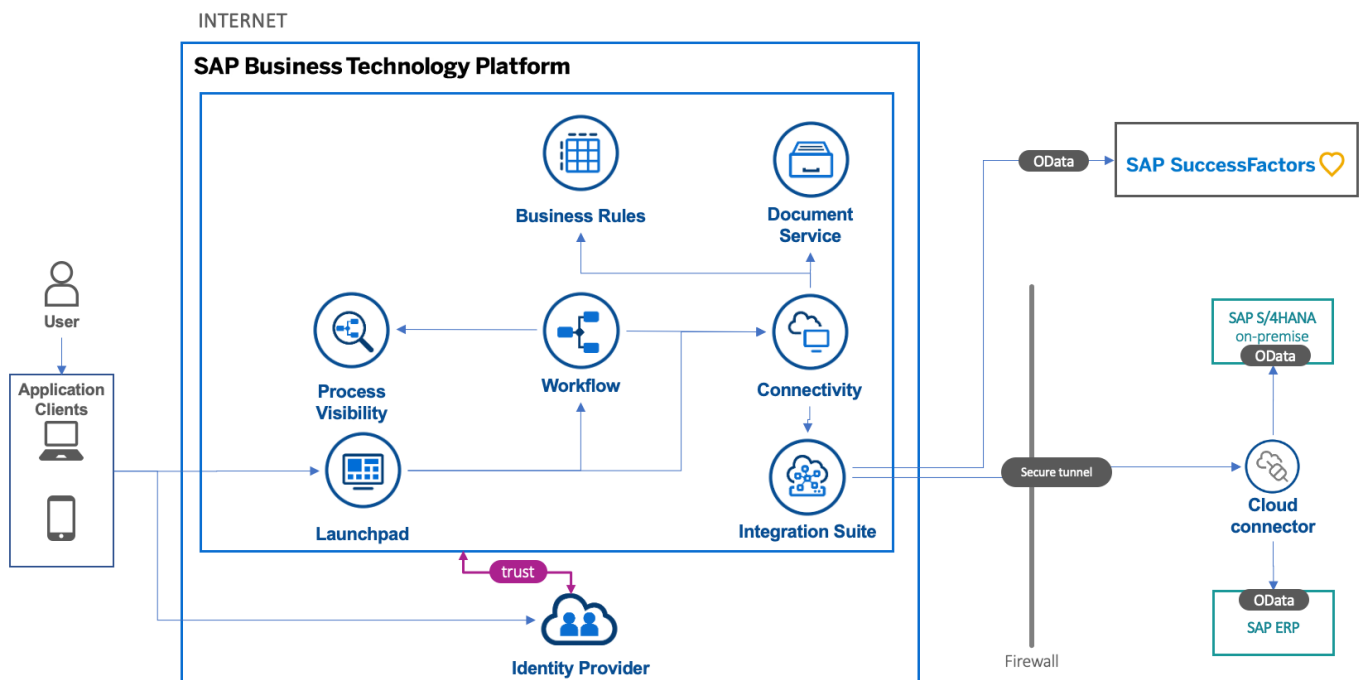 INTERNET
SAP Business Technology Platform
Business Rules
Document
Service
OData
SAP SuccessFactors
User
Application
Clients
Process
Visibility
Workflow
Connectivity
SAP S/4HANA
on-premise
OData
Launchpad
Integration Suite
Secure tunnel
Cloud
connector
trust
Identity Provider
Firewall
OData
SAP ERP